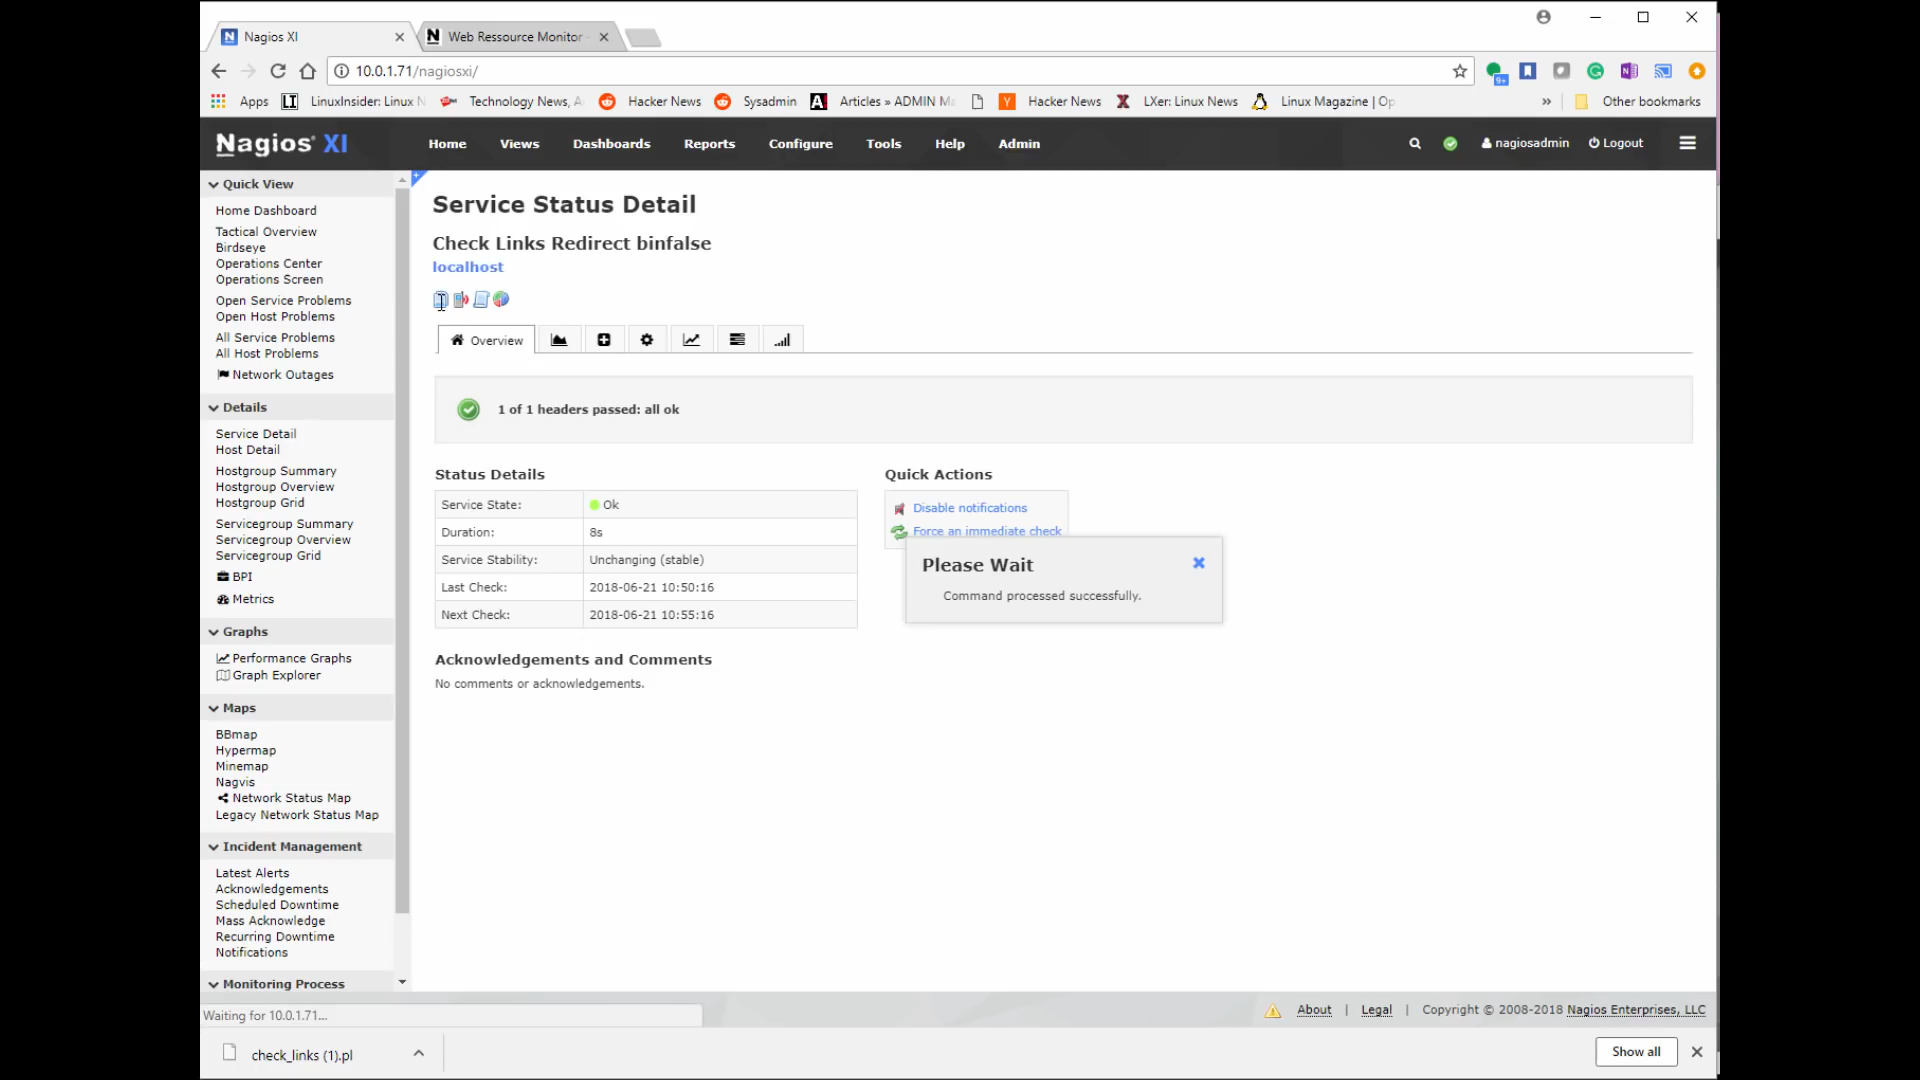 Nagios XI
Web Ressource Monitor -
10.0.1.71/nagiosxi/
9+
Apps
LI
LinuxInsider: Linux N
Technology News, A
Hacker News
Sysadmin
A
Articles » ADMIN Ma
Y
Hacker News
LXer: Linux News
Linux Magazine | Op
»
Other bookmarks
Nagios® XI
Home
Views
Dashboards
Reports
Configure
Tools
Help
Admin
nagiosadmin
Logout
Quick View
Home Dashboard
Tactical Overview
Birdseye
Operations Center
Operations Screen
Open Service Problems
Open Host Problems
All Service Problems
All Host Problems
Network Outages
Details
Service Detail
Host Detail
Hostgroup Summary
Hostgroup Overview
Hostgroup Grid
Servicegroup Summary
Servicegroup Overview
Servicegroup Grid
BPI
Metrics
Graphs
Performance Graphs
Graph Explorer
Maps
BBmap
Hypermap
Minemap
Nagvis
Network Status Map
Legacy Network Status Map
Incident Management
Latest Alerts
Acknowledgements
Scheduled Downtime
Mass Acknowledge
Recurring Downtime
Notifications
Monitoring Process
Service Status Detail
Check Links Redirect binfalse
localhost
Overview
1 of 1 headers passed: all ok
Status Details
Service State: Ok
Duration: 8s
Service Stability: Unchanging (stable)
Last Check: 2018-06-21 10:50:16
Next Check: 2018-06-21 10:55:16
Quick Actions
Disable notifications
Force an immediate check
Please Wait
Command processed successfully.
Acknowledgements and Comments
No comments or acknowledgements.
Waiting for 10.0.1.71...
About | Legal | Copyright © 2008-2018 Nagios Enterprises, LLC
check_links (1).pl
Show all